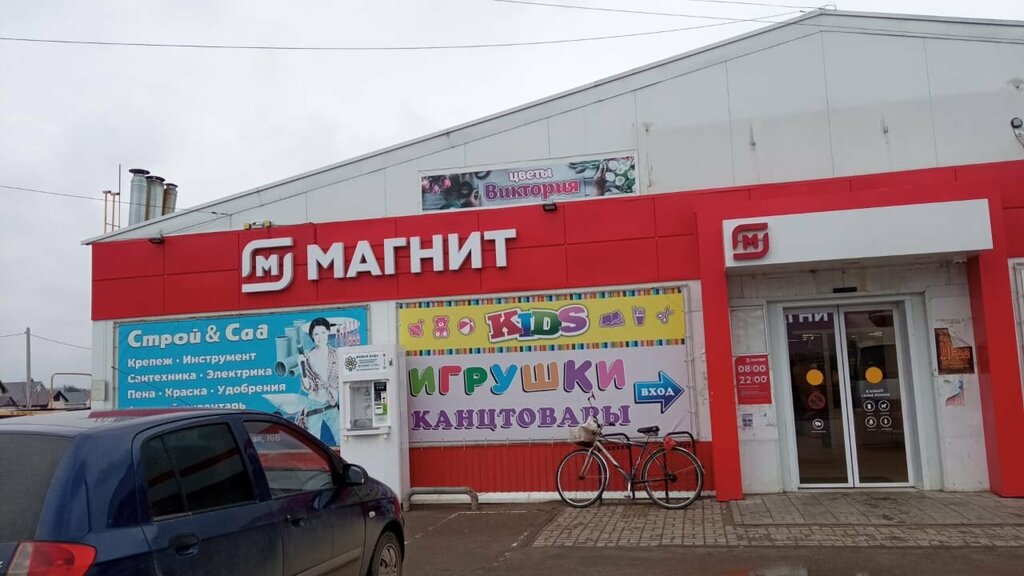 цветы
Виктория
М МАГНИТ
М
Строй & Сад
Крепеж · Инструмент
Сантехника · Электрика
Пена · Краска · Удобрения
KIDS
ИГРУШКИ
КАНЦТОВАРЫ
ВХОД
08:00
22:00